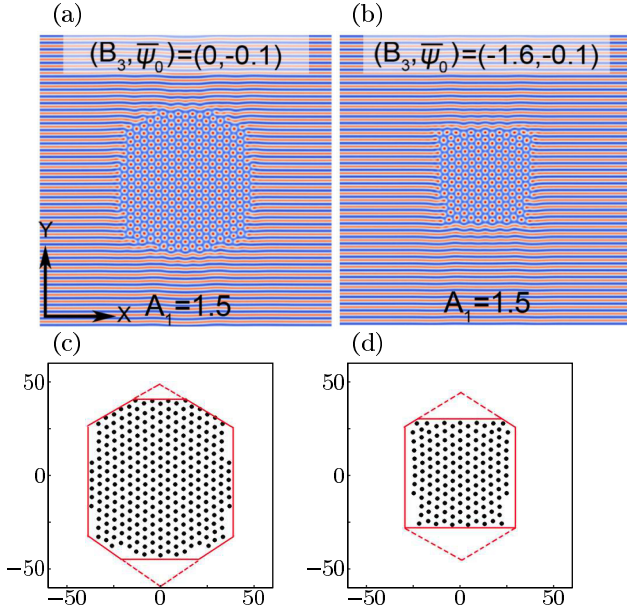 (a) (b)
(B₃,ψ̄₀)=(0,-0.1) (B₃,ψ̄₀)=(-1.6,-0.1)
Y
X
A₁=1.5 A₁=1.5
(c) (d)
50 50
0 0
−50 −50
−50 0 50 −50 0 50